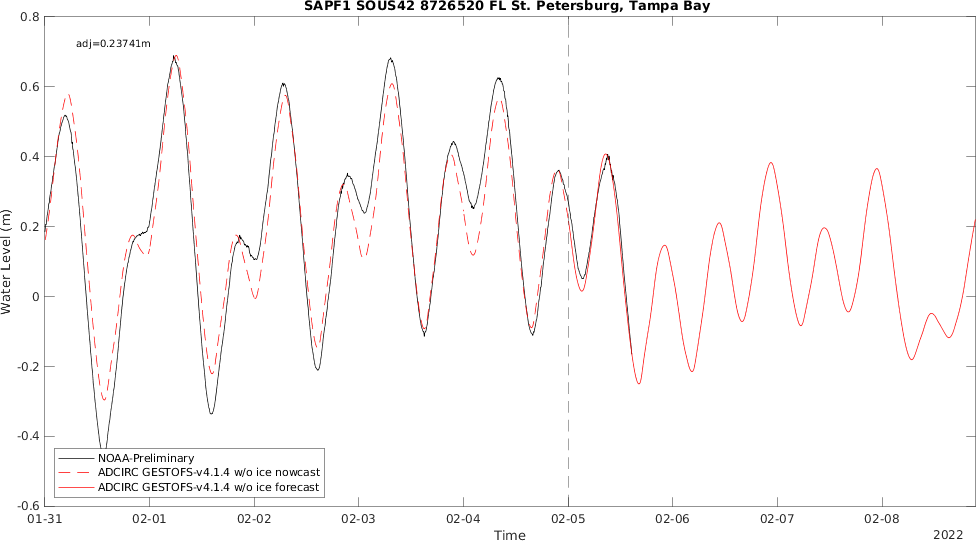 SAPF1 SOUS42 8726520 FL St. Petersburg, Tampa Bay
adj=0.23741m
0.8
0.6
0.4
0.2
0
-0.2
-0.4
-0.6
Water Level (m)
NOAA-Preliminary
ADCIRC GESTOFS-v4.1.4 w/o ice nowcast
ADCIRC GESTOFS-v4.1.4 w/o ice forecast
01-31 02-01 02-02 02-03 02-04 02-05 02-06 02-07 02-08
Time
2022